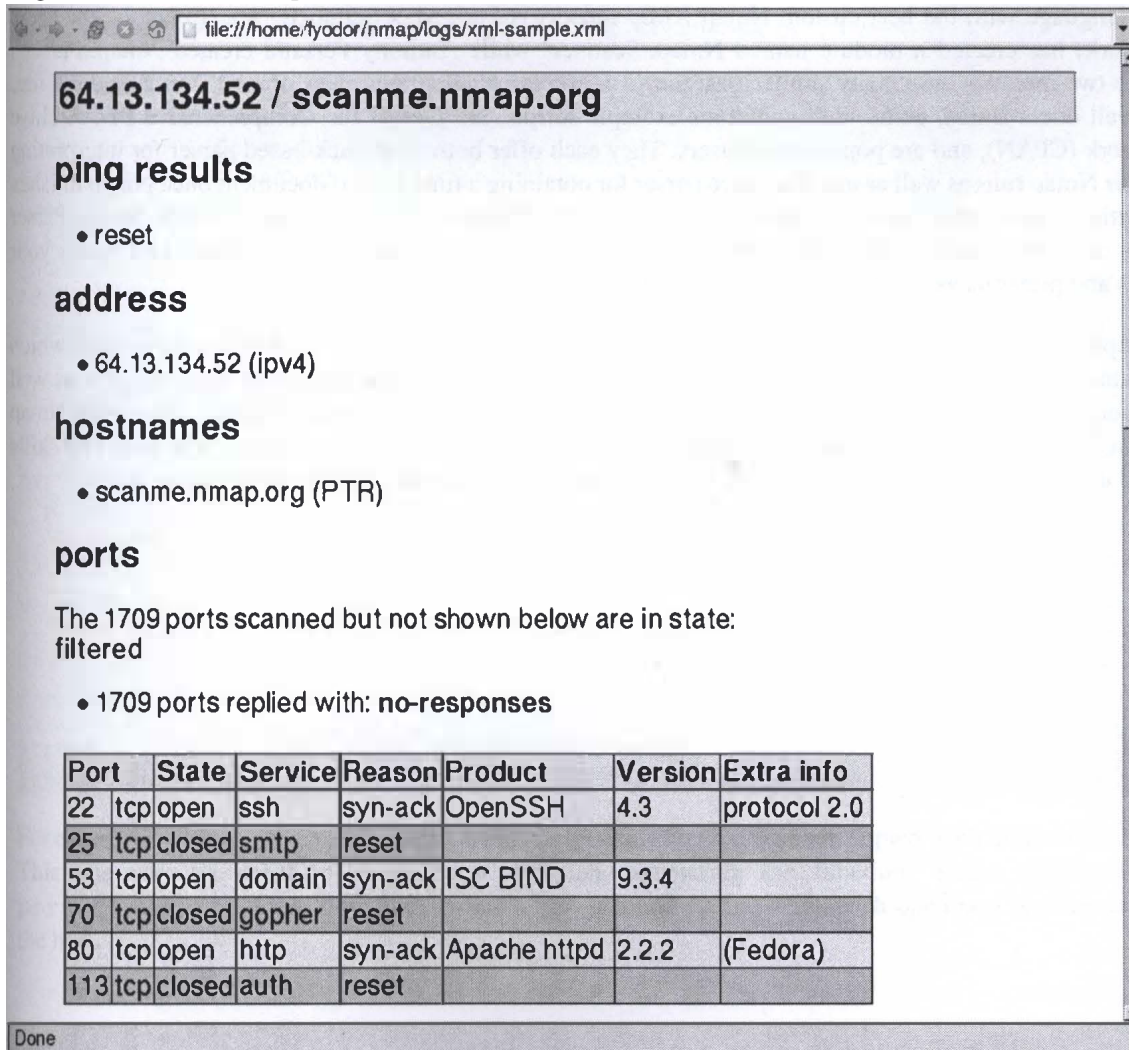 file:///home/fyodor/nmap/logs/xml-sample.xml
64.13.134.52 / scanme.nmap.org
ping results
• reset
address
• 64.13.134.52 (ipv4)
hostnames
• scanme.nmap.org (PTR)
ports
The 1709 ports scanned but not shown below are in state:
filtered
• 1709 ports replied with: no-responses
Port State Service Reason Product Version Extra info
22 tcp open ssh syn-ack OpenSSH 4.3 protocol 2.0
25 tcp closed smtp reset
53 tcp open domain syn-ack ISC BIND 9.3.4
70 tcp closed gopher reset
80 tcp open http syn-ack Apache httpd 2.2.2 (Fedora)
113 tcp closed auth reset
Done